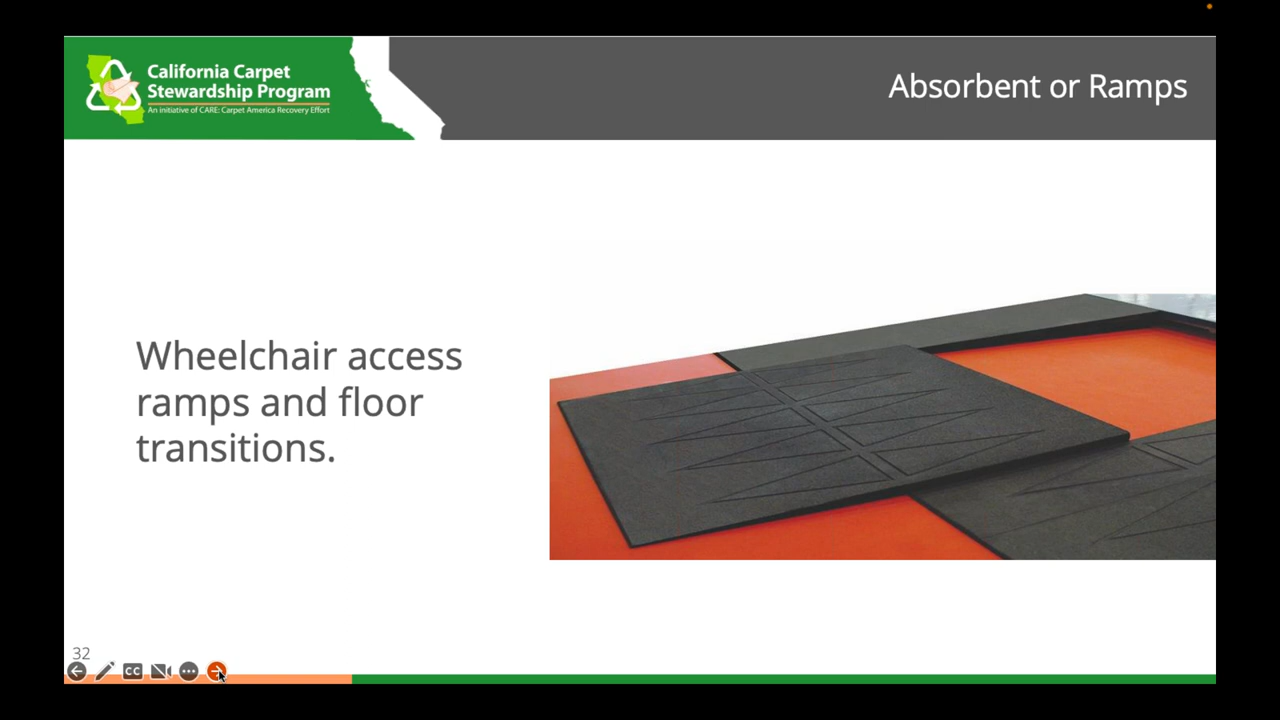 California Carpet
Stewardship Program
An initiative of CARE: Carpet America Recovery Effort
Absorbent or Ramps
Wheelchair access
ramps and floor
transitions.
32
CC